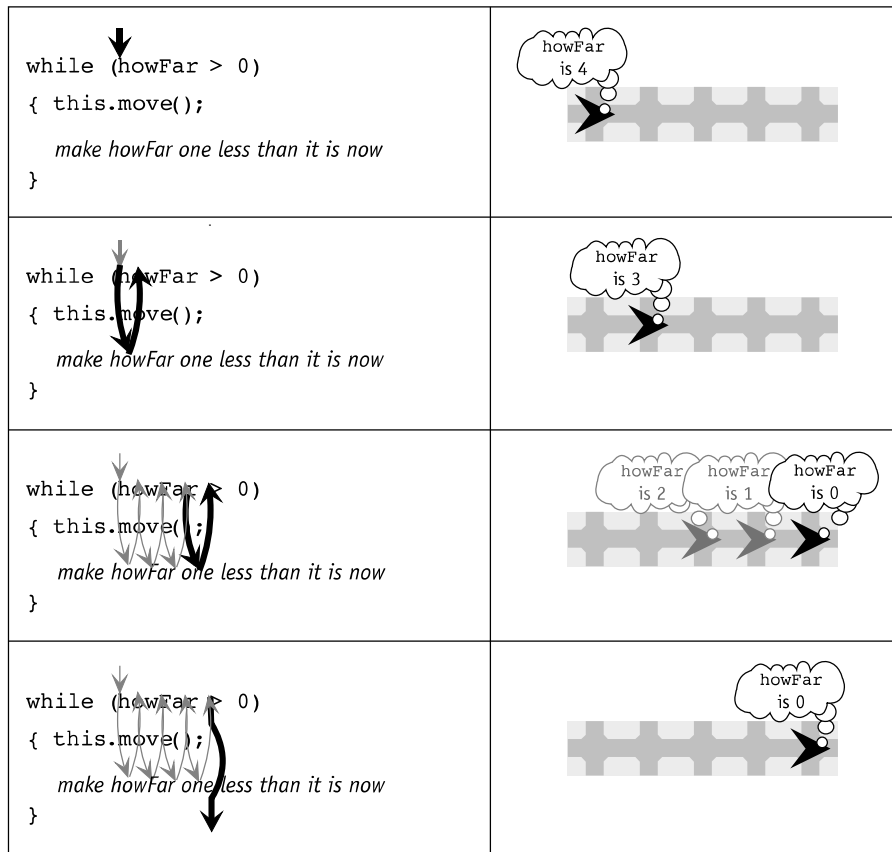 while (howFar > 0)
{ this.move();
make howFar one less than it is now
}
howFar
is 4
while (howFar > 0)
{ this.move();
make howFar one less than it is now
}
howFar
is 3
while (howFar > 0)
{ this.move();
make howFar one less than it is now
}
howFar
is 2
howFar
is 1
howFar
is 0
while (howFar > 0)
{ this.move();
make howFar one less than it is now
}
howFar
is 0